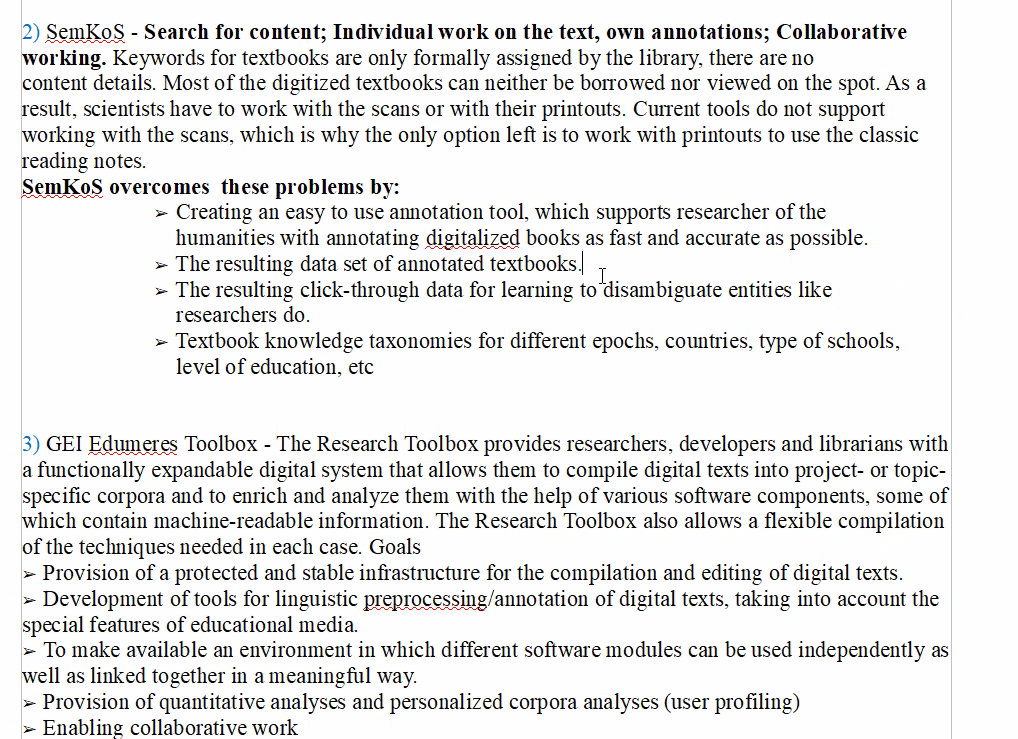 2) SemKoS - Search for content; Individual work on the text, own annotations; Collaborative
working. Keywords for textbooks are only formally assigned by the library, there are no
content details. Most of the digitized textbooks can neither be borrowed nor viewed on the spot. As a
result, scientists have to work with the scans or with their printouts. Current tools do not support
working with the scans, which is why the only option left is to work with printouts to use the classic
reading notes.
SemKoS overcomes  these problems by:
➢ Creating an easy to use annotation tool, which supports researcher of the
humanities with annotating digitalized books as fast and accurate as possible.
➢ The resulting data set of annotated textbooks.
➢ The resulting click-through data for learning to disambiguate entities like
researchers do.
➢ Textbook knowledge taxonomies for different epochs, countries, type of schools,
level of education, etc
3) GEI Edumeres Toolbox - The Research Toolbox provides researchers, developers and librarians with
a functionally expandable digital system that allows them to compile digital texts into project- or topic-
specific corpora and to enrich and analyze them with the help of various software components, some of
which contain machine-readable information. The Research Toolbox also allows a flexible compilation
of the techniques needed in each case. Goals
➢ Provision of a protected and stable infrastructure for the compilation and editing of digital texts.
➢ Development of tools for linguistic preprocessing/annotation of digital texts, taking into account the
special features of educational media.
➢ To make available an environment in which different software modules can be used independently as
well as linked together in a meaningful way.
➢ Provision of quantitative analyses and personalized corpora analyses (user profiling)
➢ Enabling collaborative work